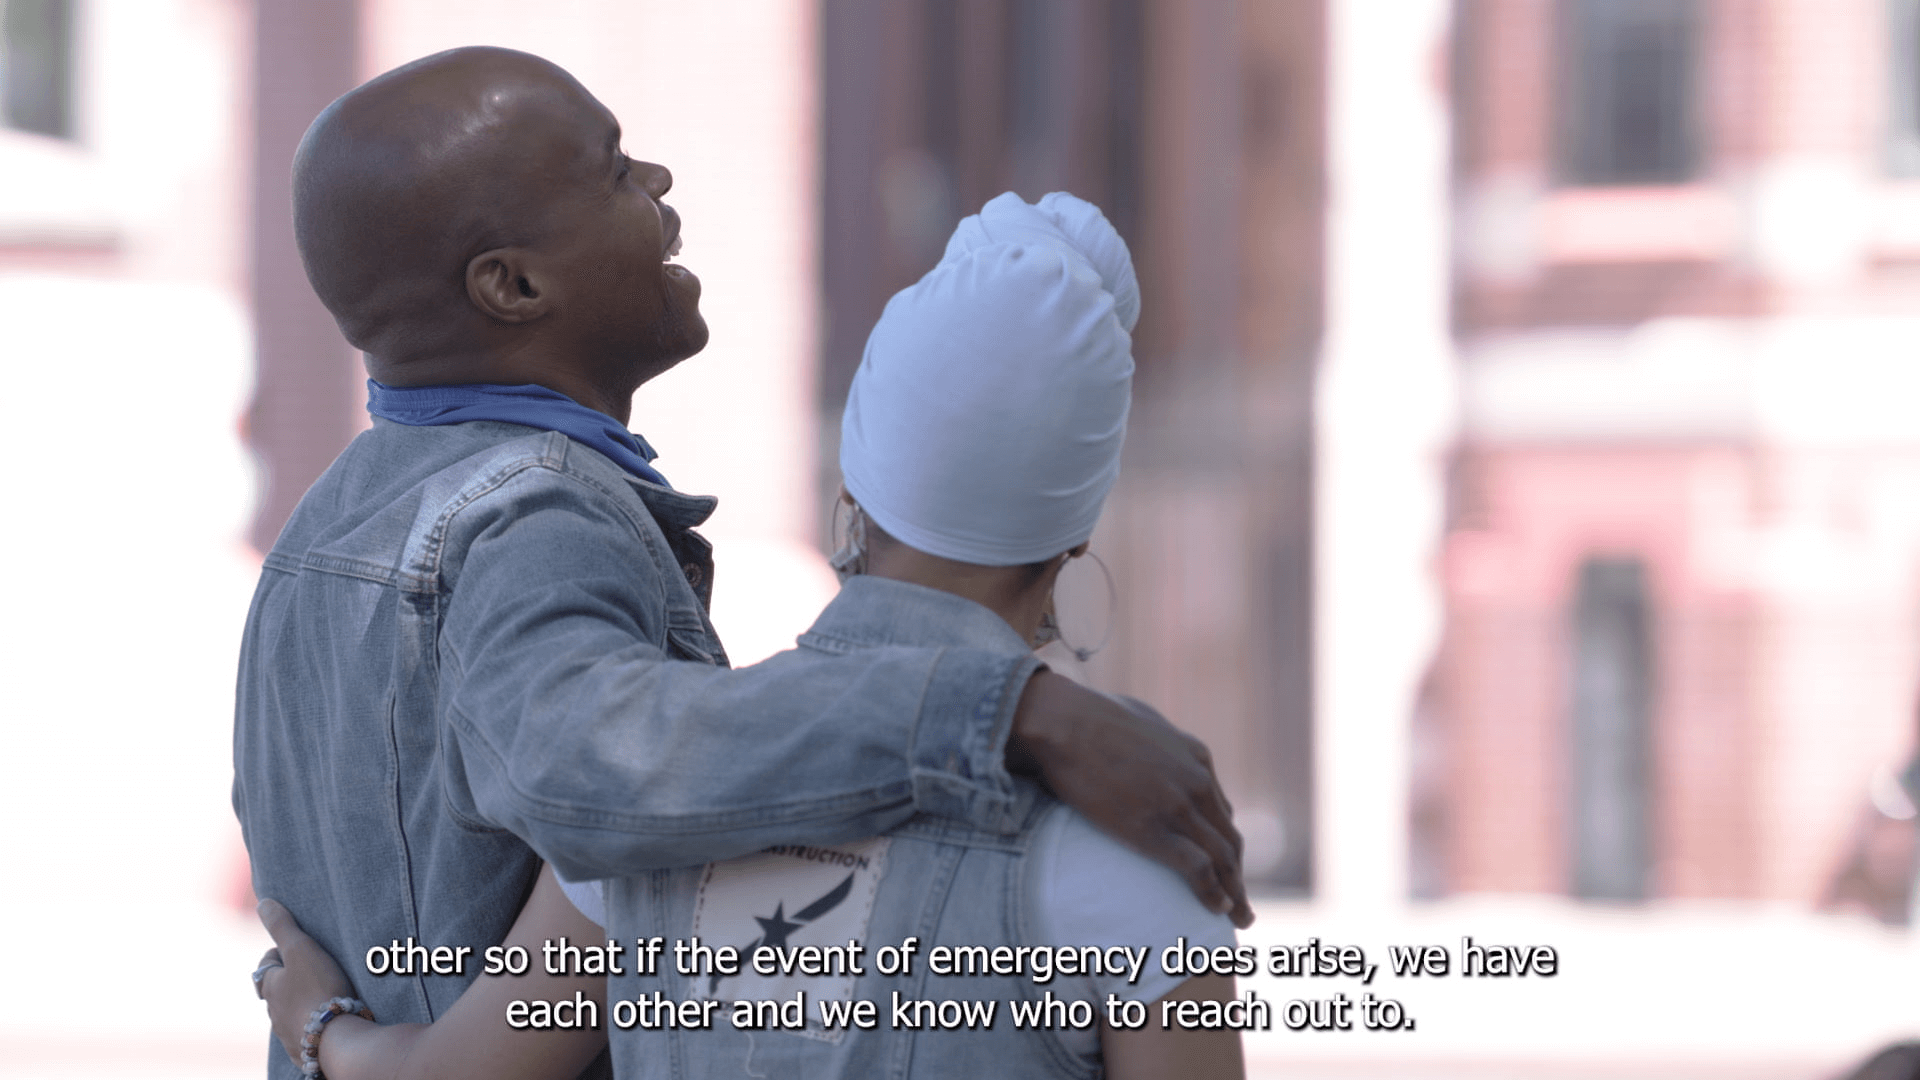 INSTRUCTION
other so that if the event of emergency does arise, we have
each other and we know who to reach out to.